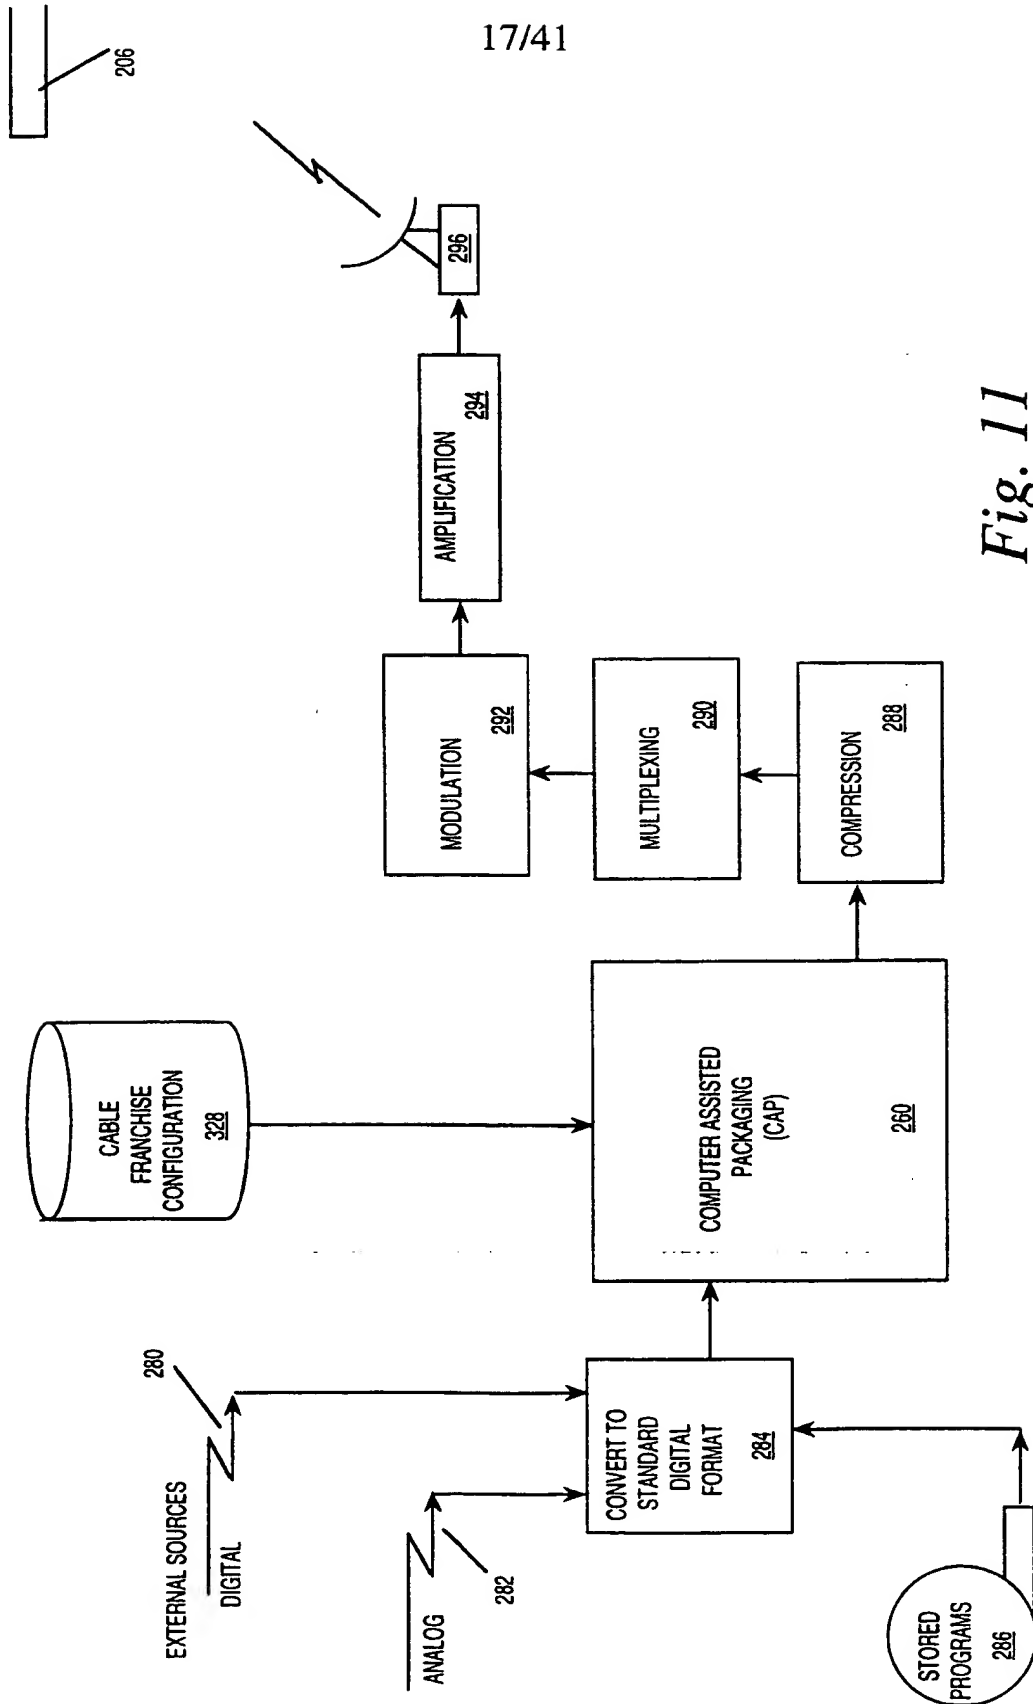 17/41
206
296
AMPLIFICATION
294
MODULATION
292
MULTIPLEXING
290
COMPRESSION
288
CABLE
FRANCHISE
CONFIGURATION
328
COMPUTER ASSISTED
PACKAGING
(CAP)
260
EXTERNAL SOURCES
DIGITAL
280
ANALOG
282
CONVERT TO
STANDARD
DIGITAL
FORMAT
284
STORED
PROGRAMS
286
Fig. 11